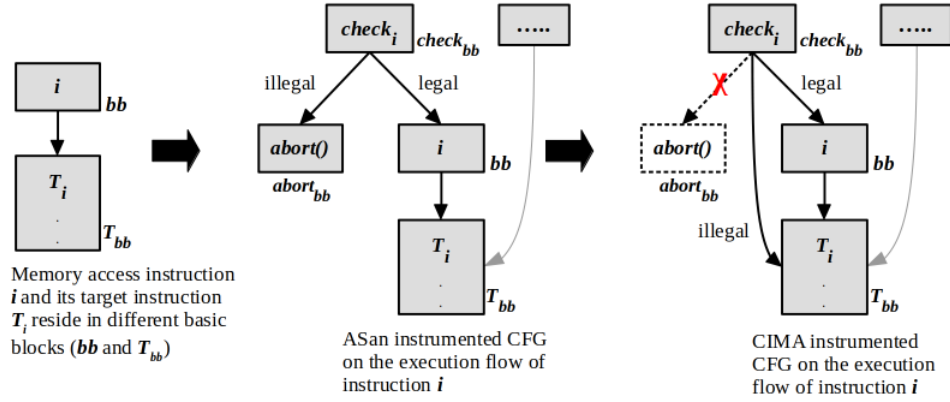 i
bb
T_i
.
.
T_bb
Memory access instruction
i and its target instruction
T_i reside in different basic
blocks (bb and T_bb)
check_i
check_bb
.....
illegal
legal
abort()
abort_bb
i
bb
T_i
.
.
T_bb
ASan instrumented CFG
on the execution flow of
instruction i
check_i
check_bb
.....
X
legal
abort()
abort_bb
i
bb
illegal
T_i
.
.
T_bb
CIMA instrumented
CFG on the execution
flow of instruction i